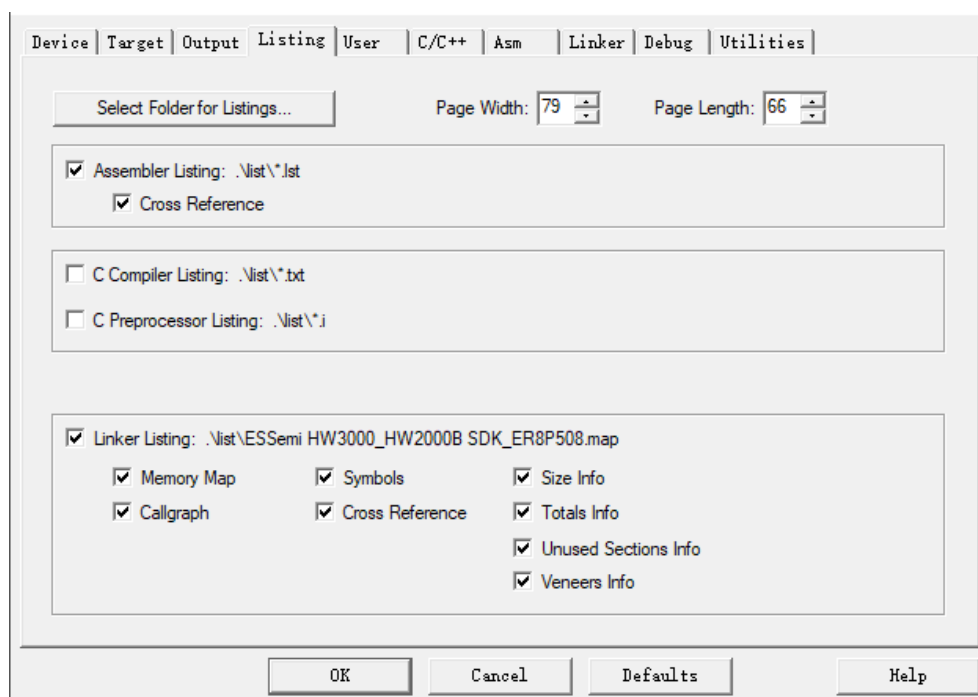 Device Target Output Listing User C/C++ Asm Linker Debug Utilities
Select Folder for Listings... Page Width: 79 Page Length: 66
Assembler Listing: .\list\*.lst
Cross Reference
C Compiler Listing: .\list\*.txt
C Preprocessor Listing: .\list\*.i
Linker Listing: .\list\ESSemi HW3000_HW2000B SDK_ER8P508.map
Memory Map Symbols Size Info
Callgraph Cross Reference Totals Info
Unused Sections Info
Veneers Info
OK Cancel Defaults Help